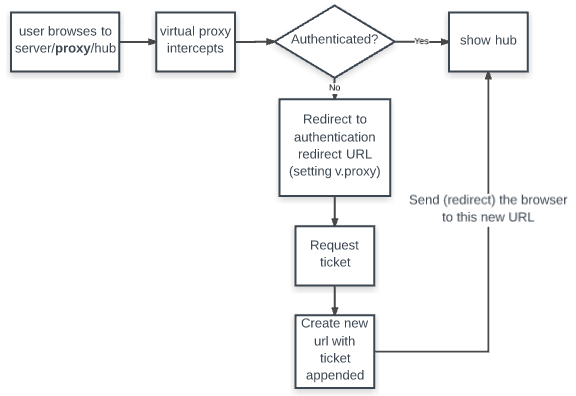 user browses to
server/proxy/hub
virtual proxy
intercepts
Authenticated?
Yes
show hub
No
Redirect to
authentication
redirect URL
(setting v.proxy)
Send (redirect) the browser
to this new URL
Request
ticket
Create new
url with
ticket
appended